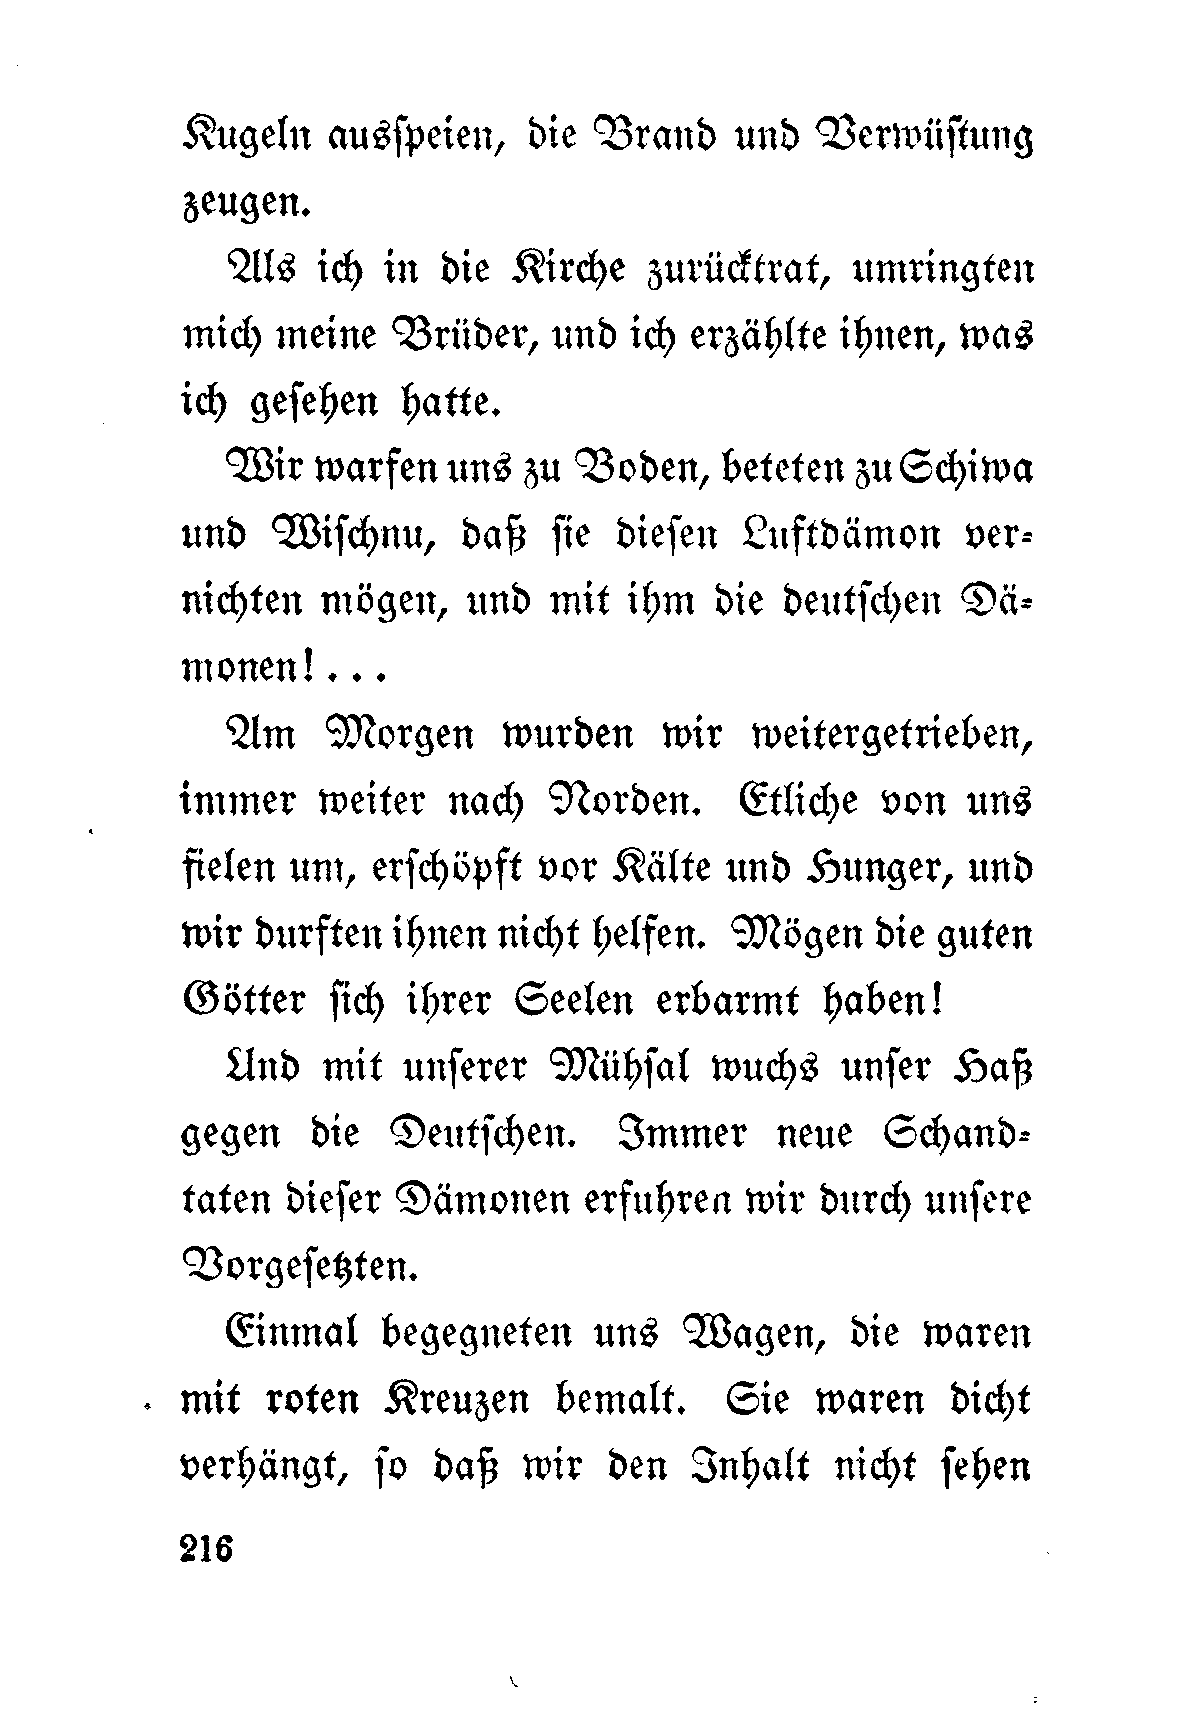 Kugeln ausspeien, die Brand und Verwüstung
zeugen.
Als ich in die Kirche zurücktrat, umringten
mich meine Brüder, und ich erzählte ihnen, was
ich gesehen hatte.
Wir warfen uns zu Boden, beteten zu Schiwa
und Wischnu, daß sie diesen Luftdämon ver-
nichten mögen, und mit ihm die deutschen Dä-
monen! . . .
Am Morgen wurden wir weitergetrieben,
immer weiter nach Norden. Etliche von uns
fielen um, erschöpft vor Kälte und Hunger, und
wir durften ihnen nicht helfen. Mögen die guten
Götter sich ihrer Seelen erbarmt haben!
Und mit unserer Mühsal wuchs unser Haß
gegen die Deutschen. Immer neue Schand-
taten dieser Dämonen erfuhren wir durch unsere
Vorgesetzten.
Einmal begegneten uns Wagen, die waren
mit roten Kreuzen bemalt. Sie waren dicht
verhängt, so daß wir den Inhalt nicht sehen
216